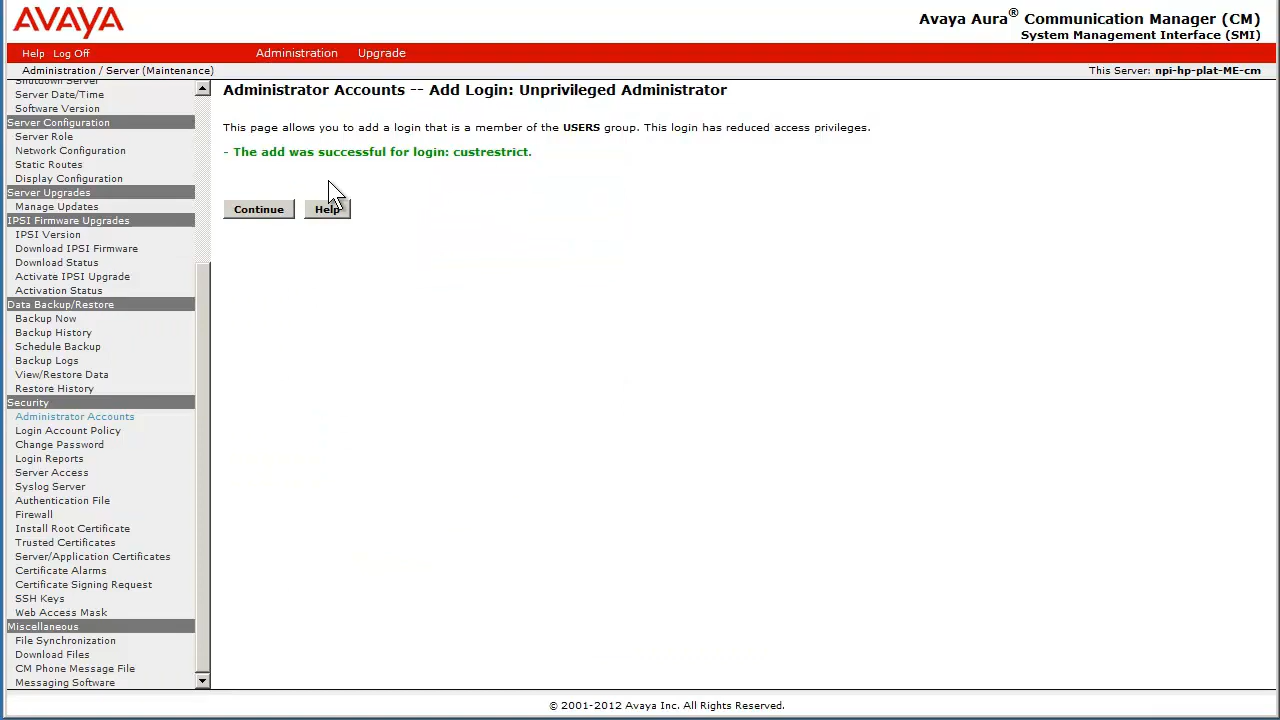 AVAYA
Avaya Aura® Communication Manager (CM)
System Management Interface (SMI)
Help Log Off Administration Upgrade
Administration / Server (Maintenance) This Server: npi-hp-plat-ME-cm
Shutdown Server
Server Date/Time
Software Version
Server Configuration
Server Role
Network Configuration
Static Routes
Display Configuration
Server Upgrades
Manage Updates
IPSI Firmware Upgrades
IPSI Version
Download IPSI Firmware
Download Status
Activate IPSI Upgrade
Activation Status
Data Backup/Restore
Backup Now
Backup History
Schedule Backup
Backup Logs
View/Restore Data
Restore History
Security
Administrator Accounts
Login Account Policy
Change Password
Login Reports
Server Access
Syslog Server
Authentication File
Firewall
Install Root Certificate
Trusted Certificates
Server/Application Certificates
Certificate Alarms
Certificate Signing Request
SSH Keys
Web Access Mask
Miscellaneous
File Synchronization
Download Files
CM Phone Message File
Messaging Software
Administrator Accounts -- Add Login: Unprivileged Administrator
This page allows you to add a login that is a member of the USERS group. This login has reduced access privileges.
- The add was successful for login: custrestrict.
Continue Help
© 2001-2012 Avaya Inc. All Rights Reserved.